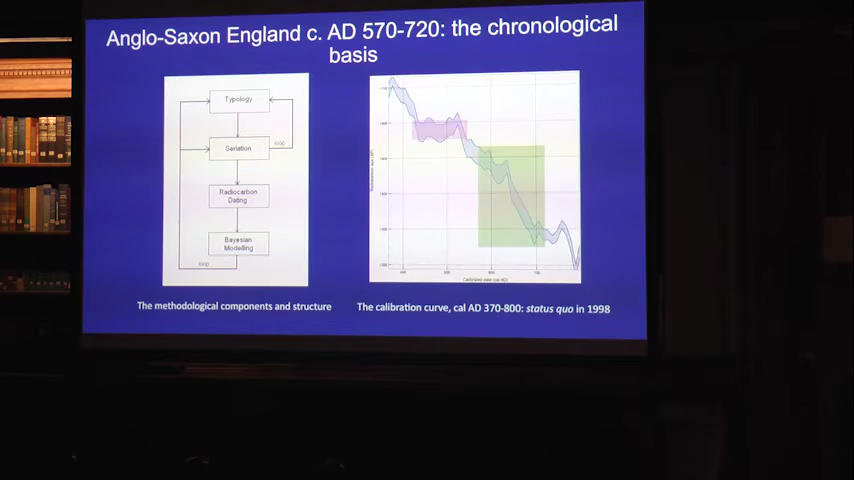 Anglo-Saxon England c. AD 570-720: the chronological
basis
Typology
loop
Seriation
Radiocarbon
Dating
Bayesian
Modelling
loop
The methodological components and structure
The calibration curve, cal AD 370-800: status quo in 1998